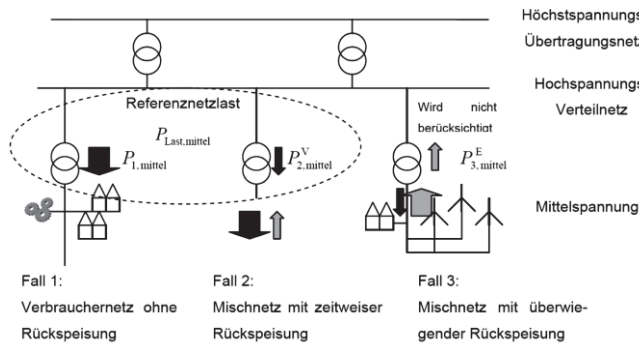 Höchstspannungs
Übertragungsnetz
Referenznetzlast
P_Last,mittel
Wird nicht
berücksichtigt
Hochspannungs
Verteilnetz
P_1,mittel
P^V_2,mittel
P^E_3,mittel
Mittelspannung
Fall 1:
Verbrauchernetz ohne
Rückspeisung
Fall 2:
Mischnetz mit zeitweiser
Rückspeisung
Fall 3:
Mischnetz mit überwie-
gender Rückspeisung